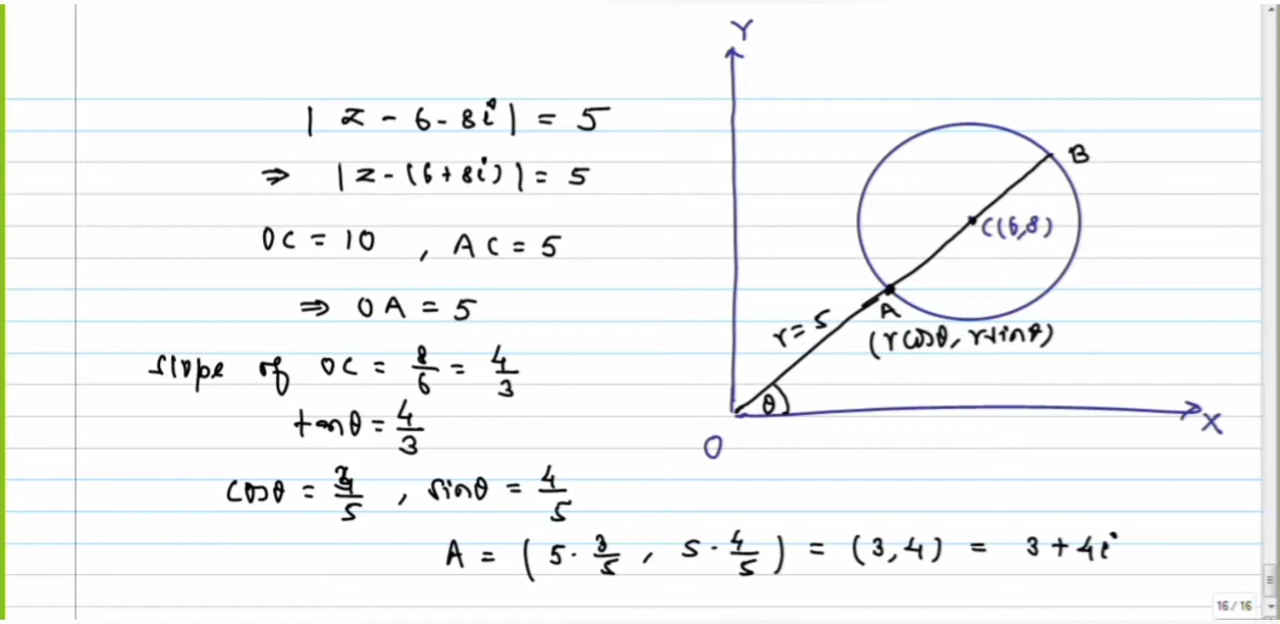 | z - 6 - 8i | = 5
⇒ | z - (6 + 8i) | = 5
OC = 10 , AC = 5
⇒ OA = 5
slope of OC = 8/6 = 4/3
tanθ = 4/3
cosθ = 3/5 , sinθ = 4/5
A = ( 5 · 3/5 , 5 · 4/5 ) = (3, 4) = 3 + 4i
Y
B
C(6,8)
A
r = 5
(rcosθ, rsinθ)
θ
X
O
16 / 16